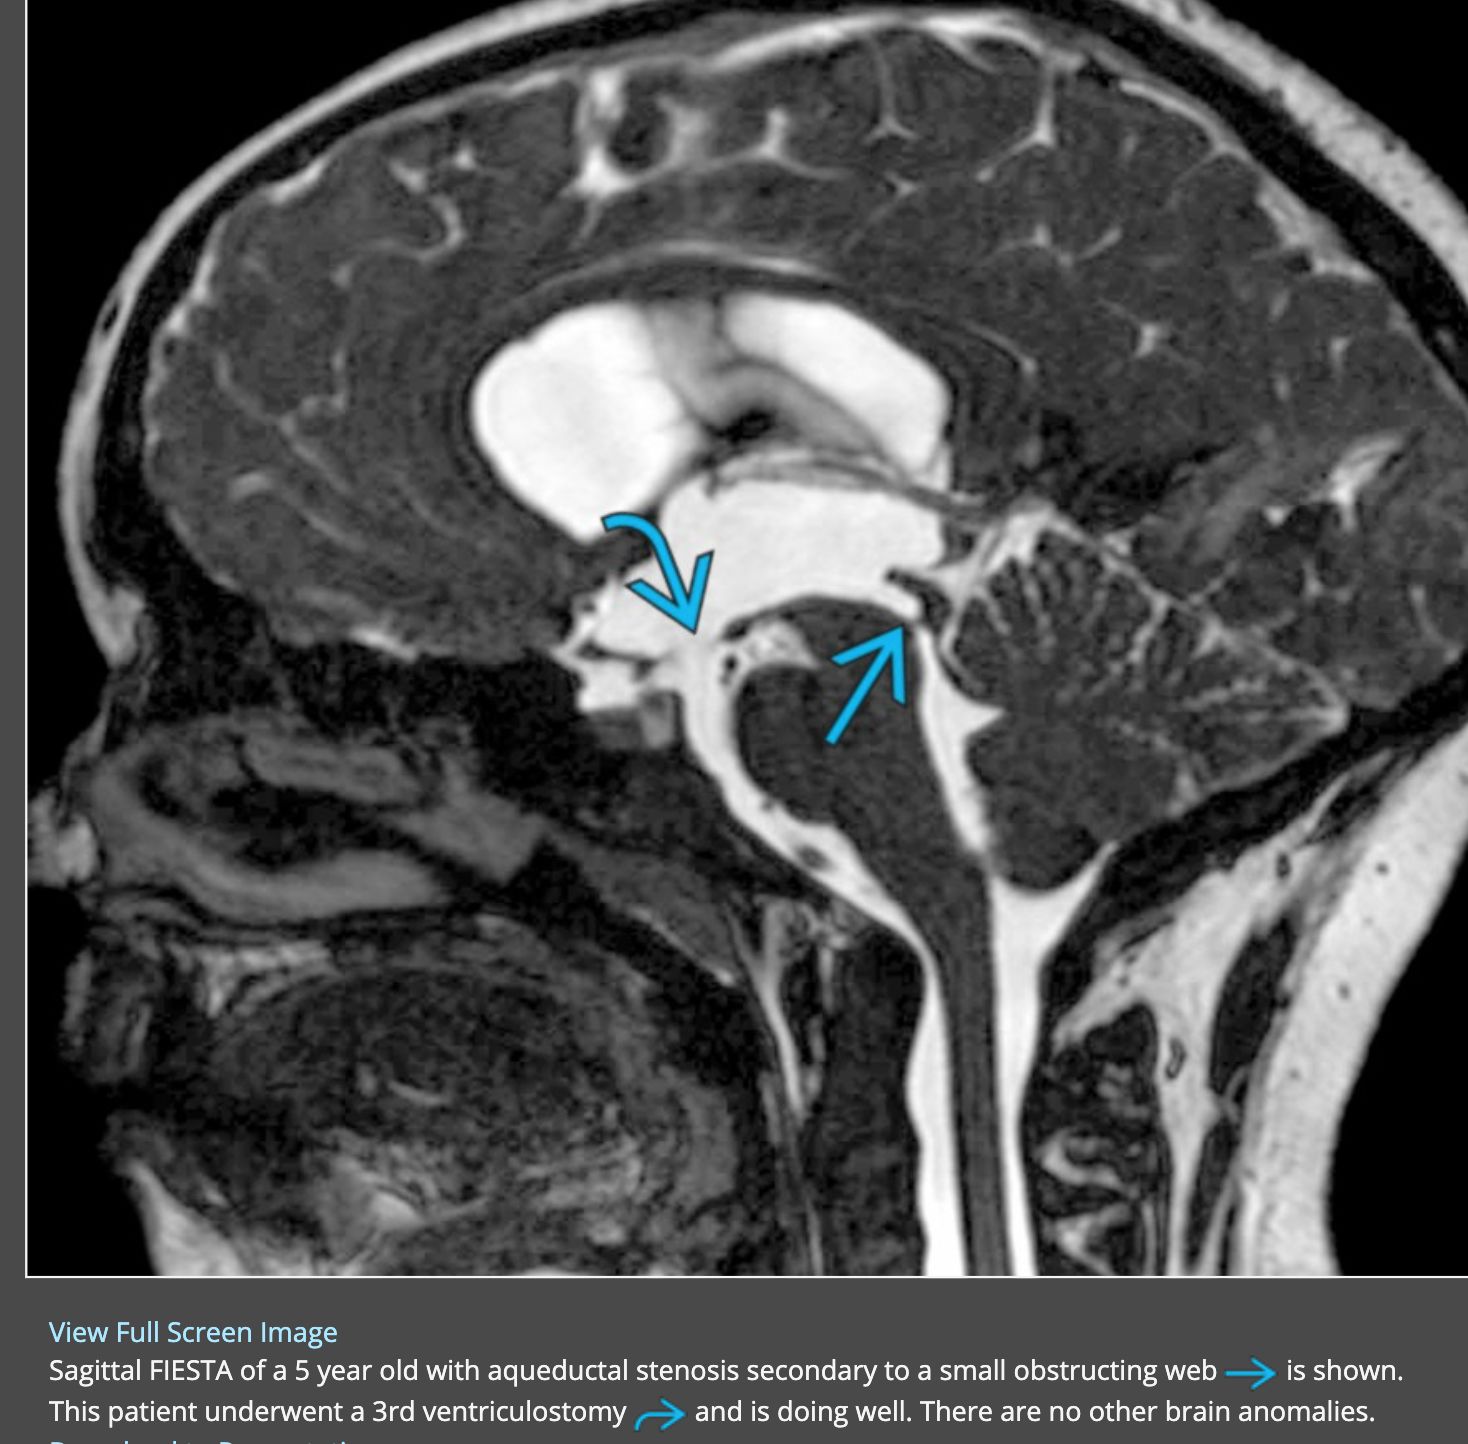 View Full Screen Image
Sagittal FIESTA of a 5 year old with aqueductal stenosis secondary to a small obstructing web is shown.
This patient underwent a 3rd ventriculostomy and is doing well. There are no other brain anomalies.